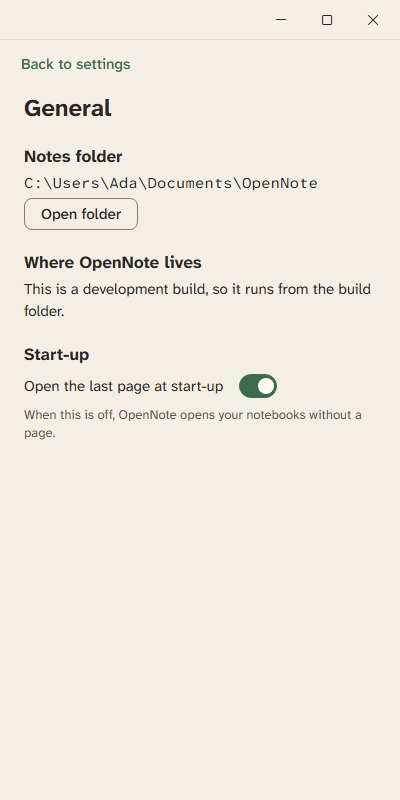 Back to settings
General
Notes folder
C:\Users\Ada\Documents\OpenNote
Open folder
Where OpenNote lives
This is a development build, so it runs from the build
folder.
Start-up
Open the last page at start-up
When this is off, OpenNote opens your notebooks without a
page.